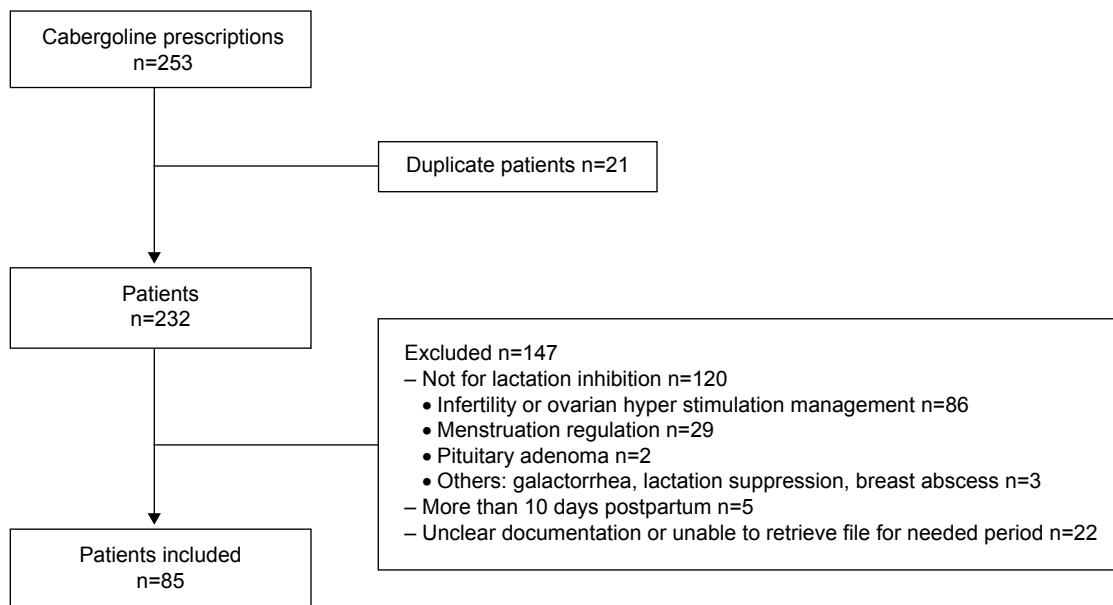 Cabergoline prescriptions
n=253
Duplicate patients n=21
Patients
n=232
Excluded n=147
– Not for lactation inhibition n=120
• Infertility or ovarian hyper stimulation management n=86
• Menstruation regulation n=29
• Pituitary adenoma n=2
• Others: galactorrhea, lactation suppression, breast abscess n=3
– More than 10 days postpartum n=5
– Unclear documentation or unable to retrieve file for needed period n=22
Patients included
n=85